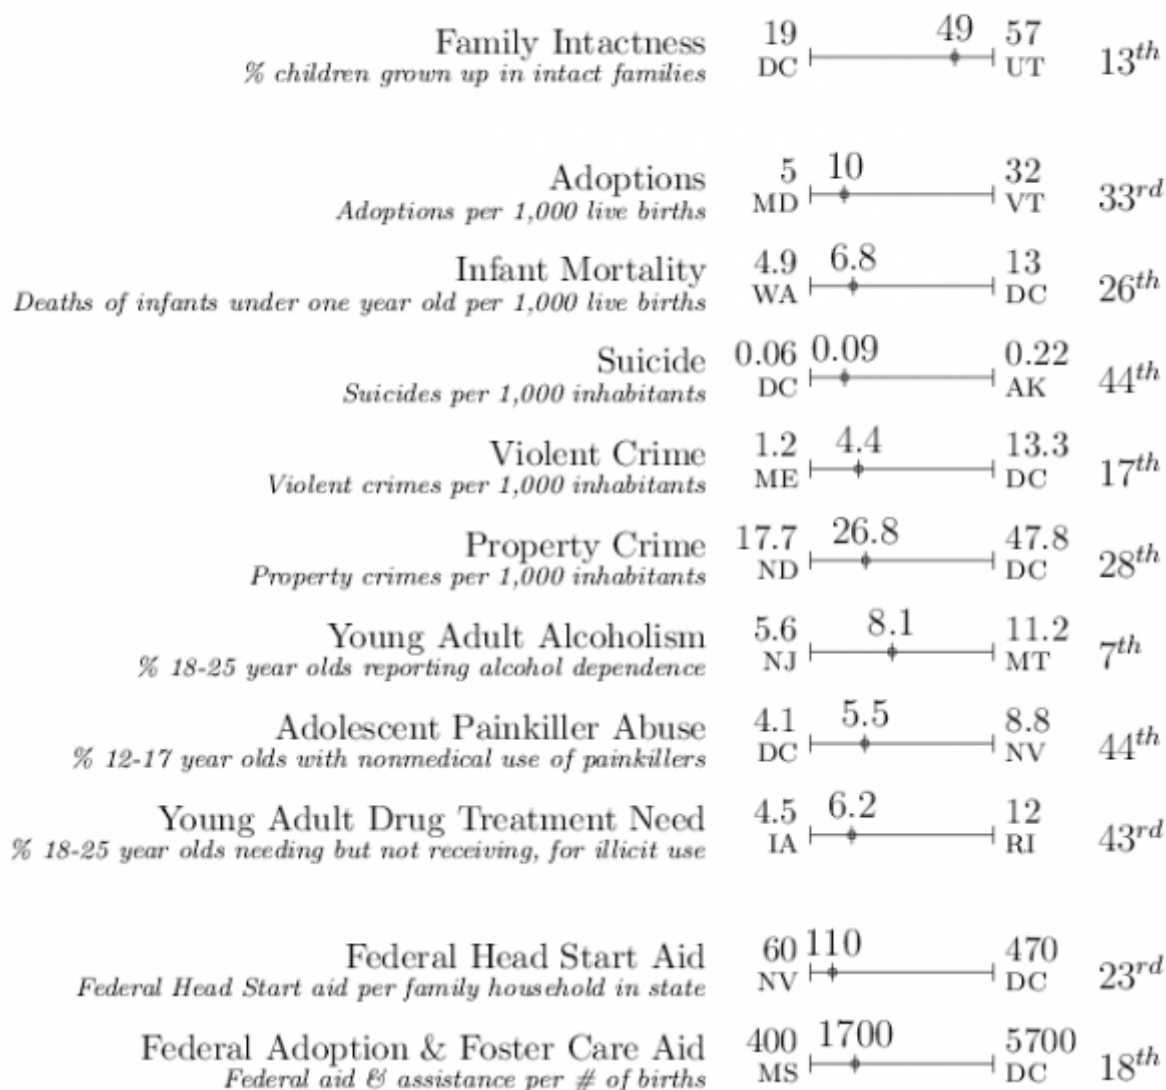 Family Intactness 19 49 57
% children grown up in intact families DC UT 13th
Adoptions 5 10 32
Adoptions per 1,000 live births MD VT 33rd
Infant Mortality 4.9 6.8 13
Deaths of infants under one year old per 1,000 live births WA DC 26th
Suicide 0.06 0.09 0.22
Suicides per 1,000 inhabitants DC AK 44th
Violent Crime 1.2 4.4 13.3
Violent crimes per 1,000 inhabitants ME DC 17th
Property Crime 17.7 26.8 47.8
Property crimes per 1,000 inhabitants ND DC 28th
Young Adult Alcoholism 5.6 8.1 11.2
% 18-25 year olds reporting alcohol dependence NJ MT 7th
Adolescent Painkiller Abuse 4.1 5.5 8.8
% 12-17 year olds with nonmedical use of painkillers DC NV 44th
Young Adult Drug Treatment Need 4.5 6.2 12
% 18-25 year olds needing but not receiving, for illicit use IA RI 43rd
Federal Head Start Aid 60 110 470
Federal Head Start aid per family household in state NV DC 23rd
Federal Adoption & Foster Care Aid 400 1700 5700
Federal aid & assistance per # of births MS DC 18th